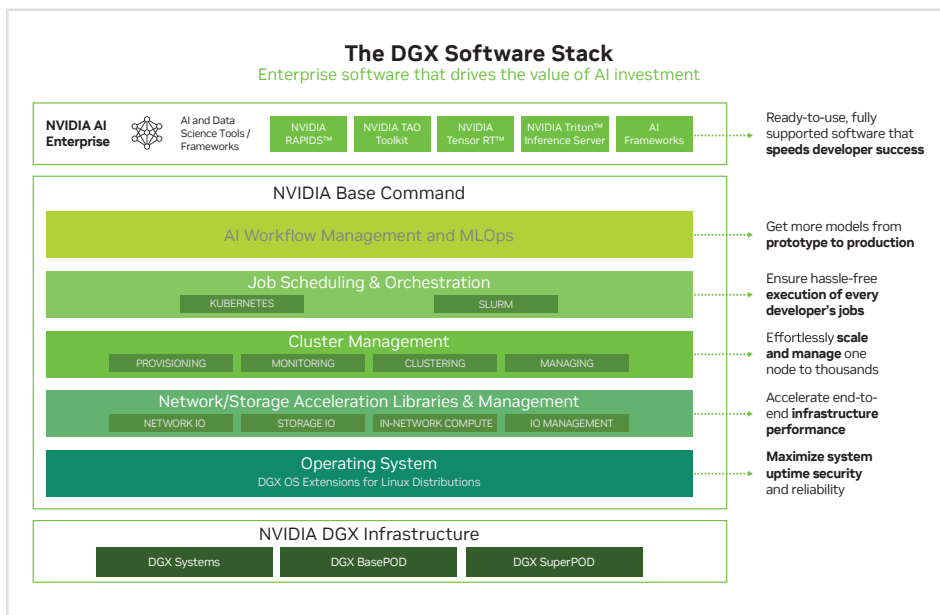 The DGX Software Stack
Enterprise software that drives the value of AI investment
NVIDIA AI
Enterprise
AI and Data
Science Tools /
Frameworks
NVIDIA
RAPIDS™
NVIDIA TAO
Toolkit
NVIDIA
Tensor RT™
NVIDIA Triton™
Inference Server
AI
Frameworks
Ready-to-use, fully
supported software that
speeds developer success
NVIDIA Base Command
AI Workflow Management and MLOps
Get more models from
prototype to production
Job Scheduling & Orchestration
KUBERNETES
SLURM
Ensure hassle-free
execution of every
developer's jobs
Cluster Management
PROVISIONING
MONITORING
CLUSTERING
MANAGING
Effortlessly scale
and manage one
node to thousands
Network/Storage Acceleration Libraries & Management
NETWORK IO
STORAGE IO
IN-NETWORK COMPUTE
IO MANAGEMENT
Accelerate end-to-
end infrastructure
performance
Operating System
DGX OS Extensions for Linux Distributions
Maximize system
uptime security
and reliability
NVIDIA DGX Infrastructure
DGX Systems
DGX BasePOD
DGX SuperPOD